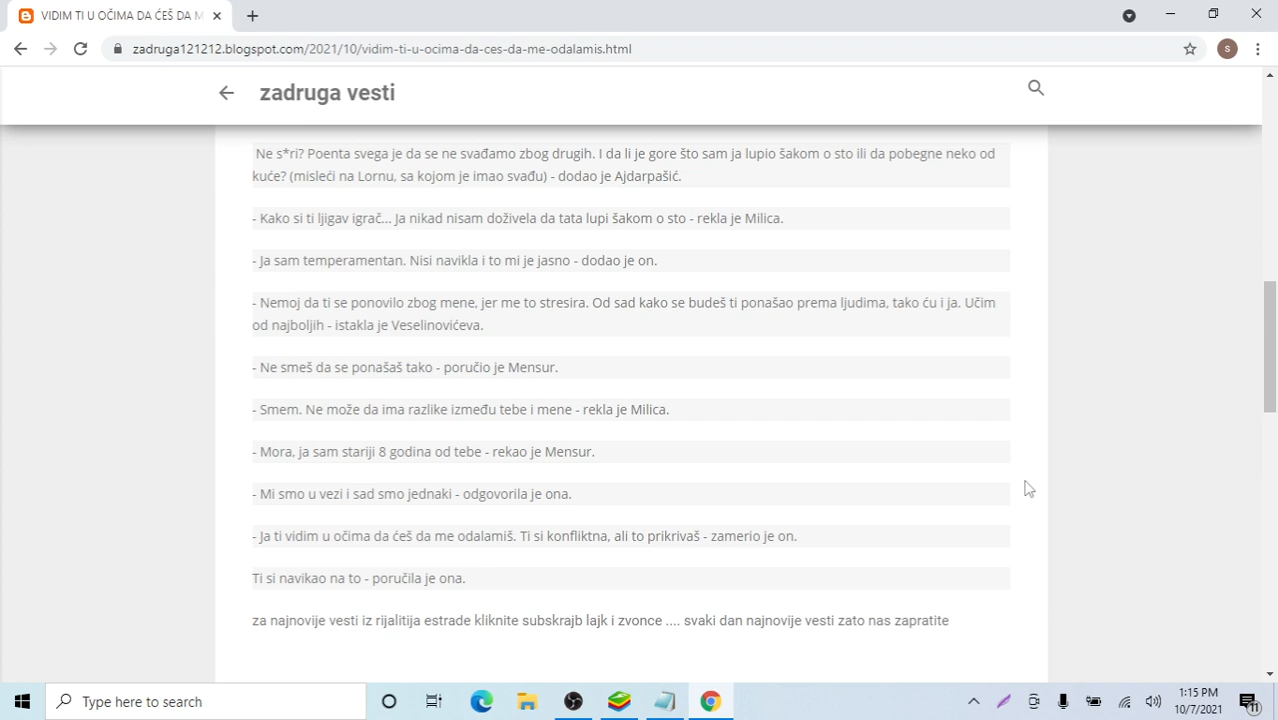 VIDIM TI U OČIMA DA ĆEŠ DA M
zadruga121212.blogspot.com/2021/10/vidim-ti-u-ocima-da-ces-da-me-odalamis.html
S
zadruga vesti
Ne s*ri? Poenta svega je da se ne svađamo zbog drugih. I da li je gore što sam ja lupio šakom o sto ili da pobegne neko od
kuće? (misleći na Lornu, sa kojom je imao svađu) - dodao je Ajdarpašić.
- Kako si ti ljigav igrač... Ja nikad nisam doživela da tata lupi šakom o sto - rekla je Milica.
- Ja sam temperamentan. Nisi navikla i to mi je jasno - dodao je on.
- Nemoj da ti se ponovilo zbog mene, jer me to stresira. Od sad kako se budeš ti ponašao prema ljudima, tako ću i ja. Učim
od najboljih - istakla je Veselinovićeva.
- Ne smeš da se ponašaš tako - poručio je Mensur.
- Smem. Ne može da ima razlike između tebe i mene - rekla je Milica.
- Mora, ja sam stariji 8 godina od tebe - rekao je Mensur.
- Mi smo u vezi i sad smo jednaki - odgovorila je ona.
- Ja ti vidim u očima da ćeš da me odalamiš. Ti si konfliktna, ali to prikrivaš - zamerio je on.
Ti si navikao na to - poručila je ona.
za najnovije vesti iz rijalitija estrade kliknite subskrajb lajk i zvonce .... svaki dan najnovije vesti zato nas zapratite
Type here to search
1:15 PM
10/7/2021
11